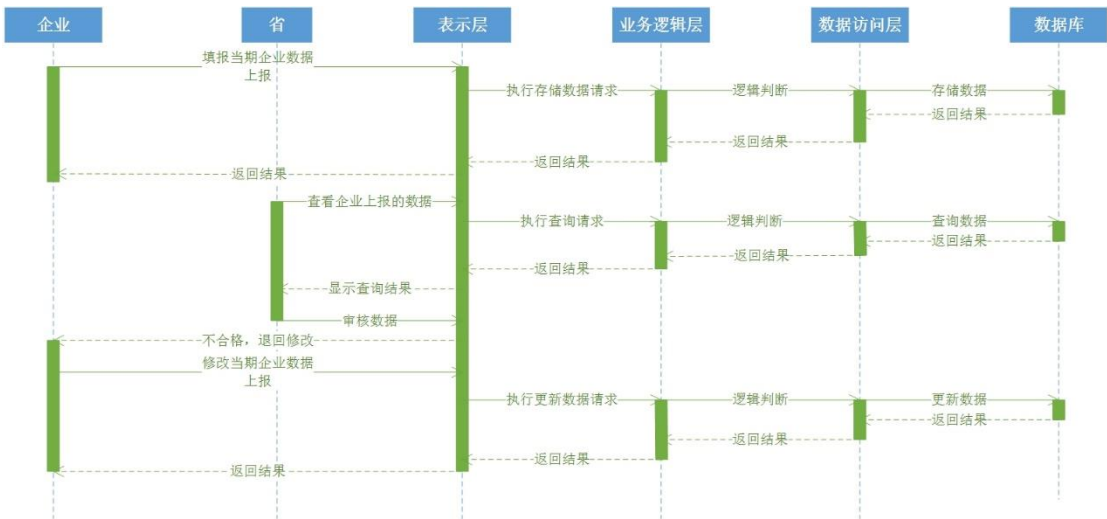 企业
省
表示层
业务逻辑层
数据访问层
数据库
填报当期企业数据
上报
执行存储数据请求
逻辑判断
存储数据
返回结果
返回结果
返回结果
返回结果
查看企业上报的数据
执行查询请求
逻辑判断
查询数据
返回结果
返回结果
返回结果
显示查询结果
审核数据
不合格，退回修改
修改当期企业数据
上报
执行更新数据请求
逻辑判断
更新数据
返回结果
返回结果
返回结果
返回结果